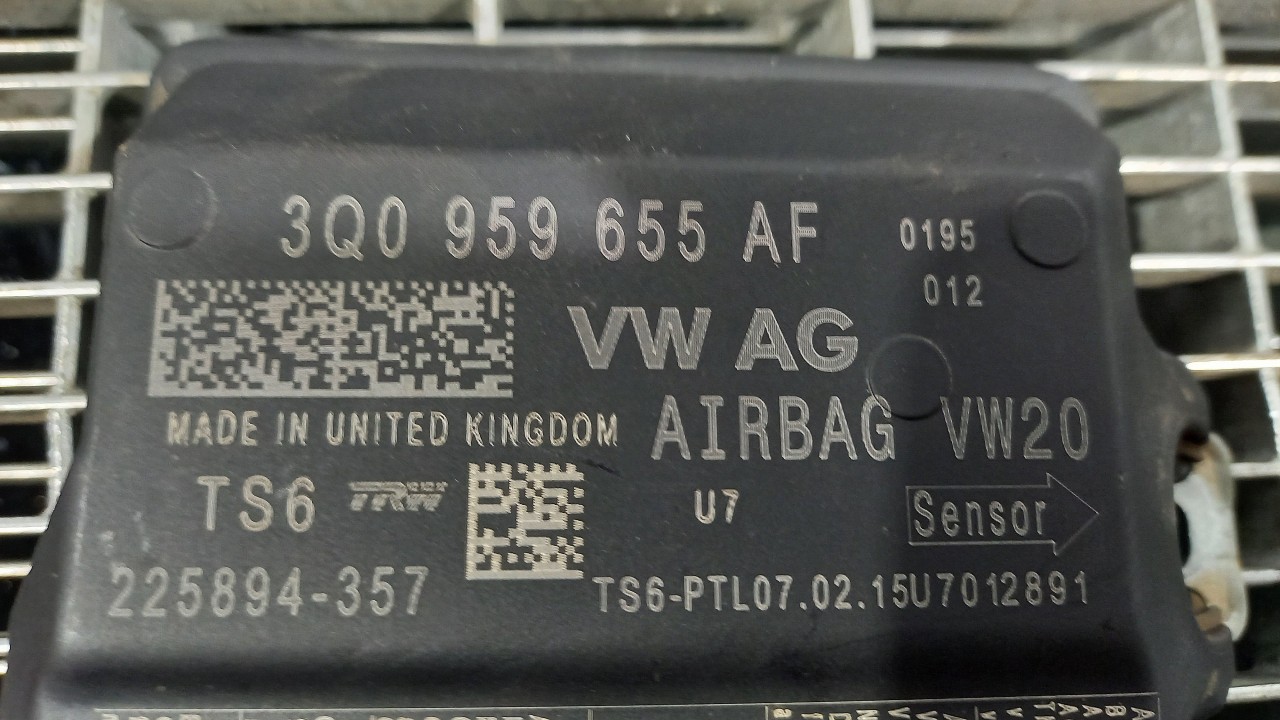 3Q0 959 655 AF 0195
012
VW AG
MADE IN UNITED KINGDOM AIRBAG VW20
TS6 TRW U7 Sensor
225894-357 TS6-PTL07.02.15U7012891